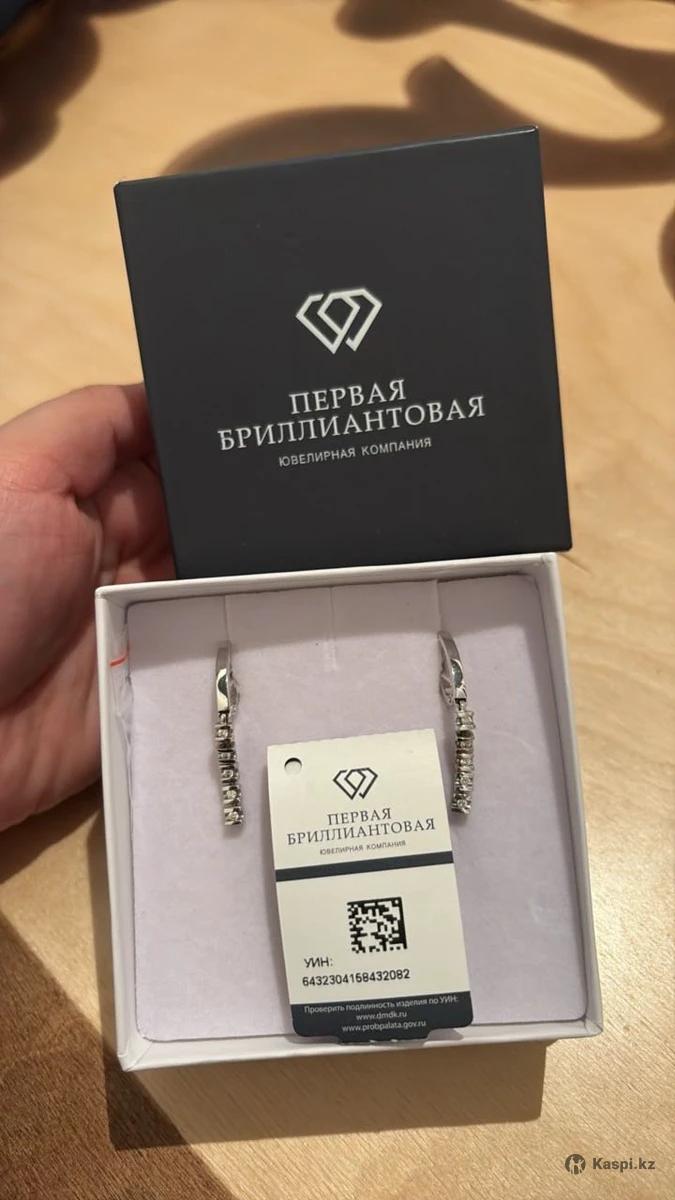 ПЕРВАЯ
БРИЛЛИАНТОВАЯ
ЮВЕЛИРНАЯ КОМПАНИЯ
ПЕРВАЯ
БРИЛЛИАНТОВАЯ
ЮВЕЛИРНАЯ КОМПАНИЯ
УИН:
6432304168432082
Проверить подлинность изделия по УИН:
www.dmdk.ru
www.probpalata.gov.ru
Kaspi.kz